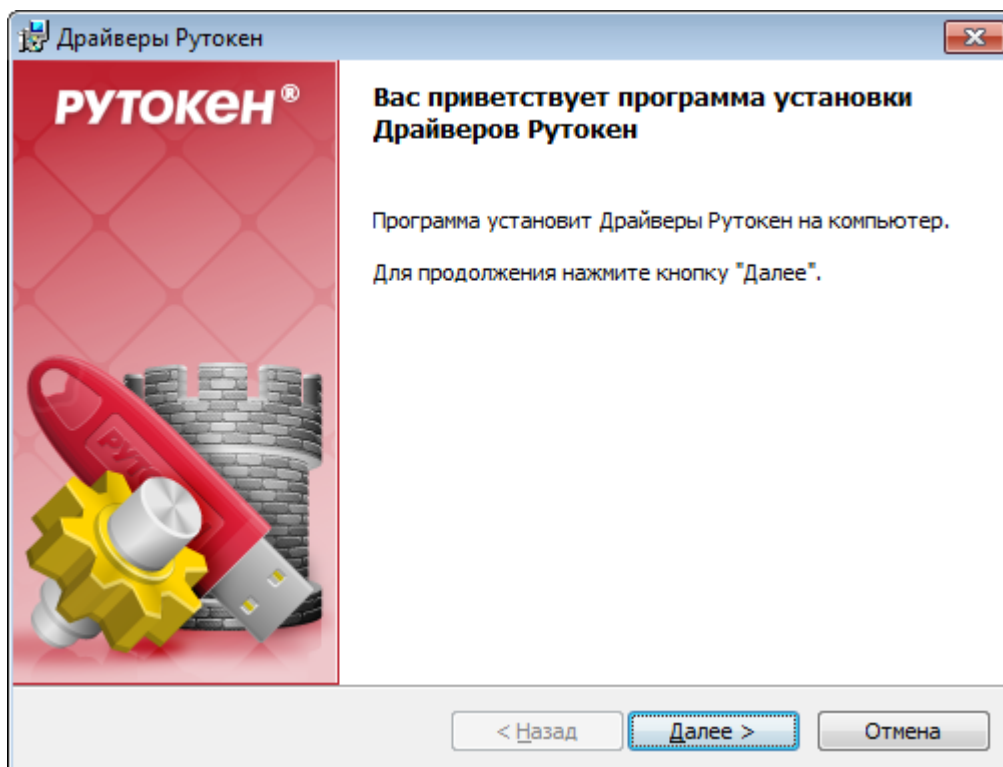 Драйверы Рутокен
РУТОКЕН®
Вас приветствует программа установки
Драйверов Рутокен
Программа установит Драйверы Рутокен на компьютер.
Для продолжения нажмите кнопку "Далее".
< Назад
Далее >
Отмена